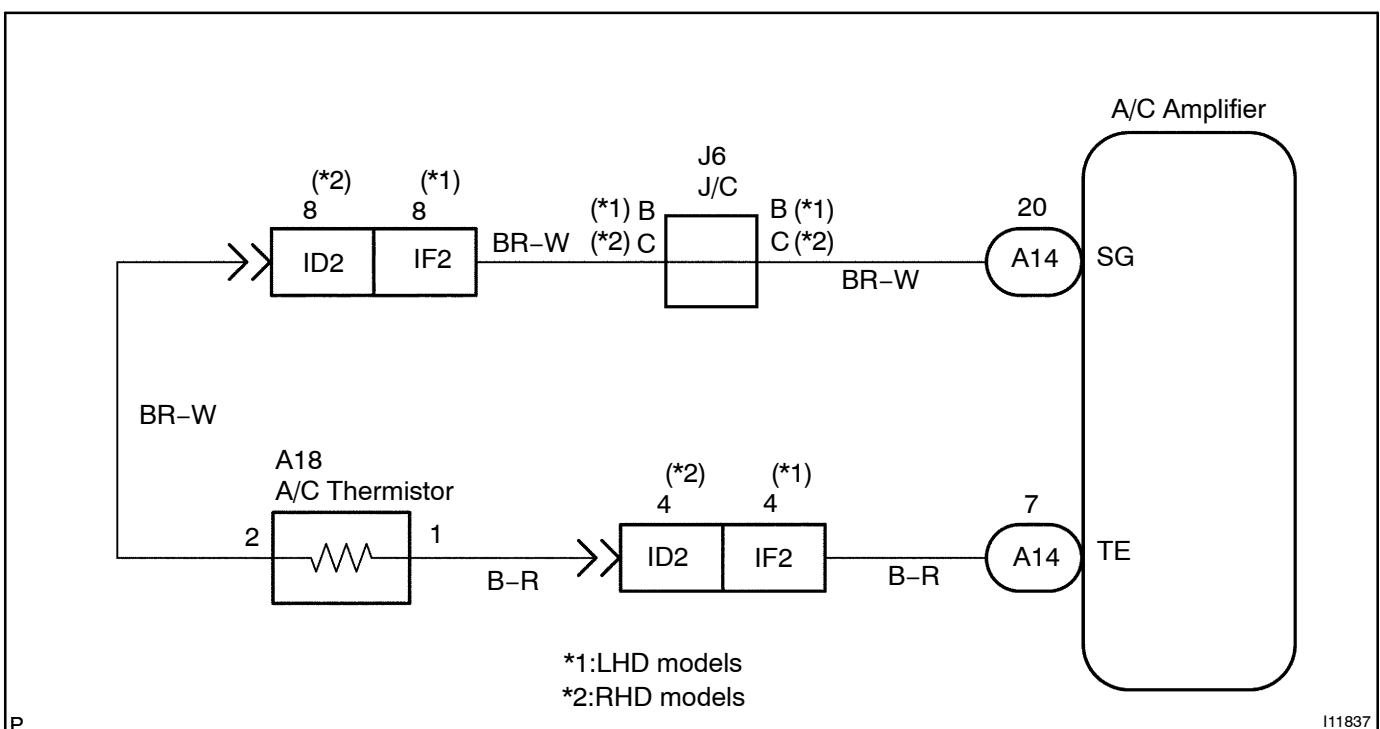 A/C Amplifier
J6
J/C
(*2) (*1)
8 8
ID2 IF2
BR-W
(*1) B
(*2) C
B (*1)
C (*2)
BR-W
20
A14
SG
BR-W
A18
A/C Thermistor
2
1
B-R
(*2) (*1)
4 4
ID2 IF2
B-R
7
A14
TE
*1:LHD models
*2:RHD models
P
I11837